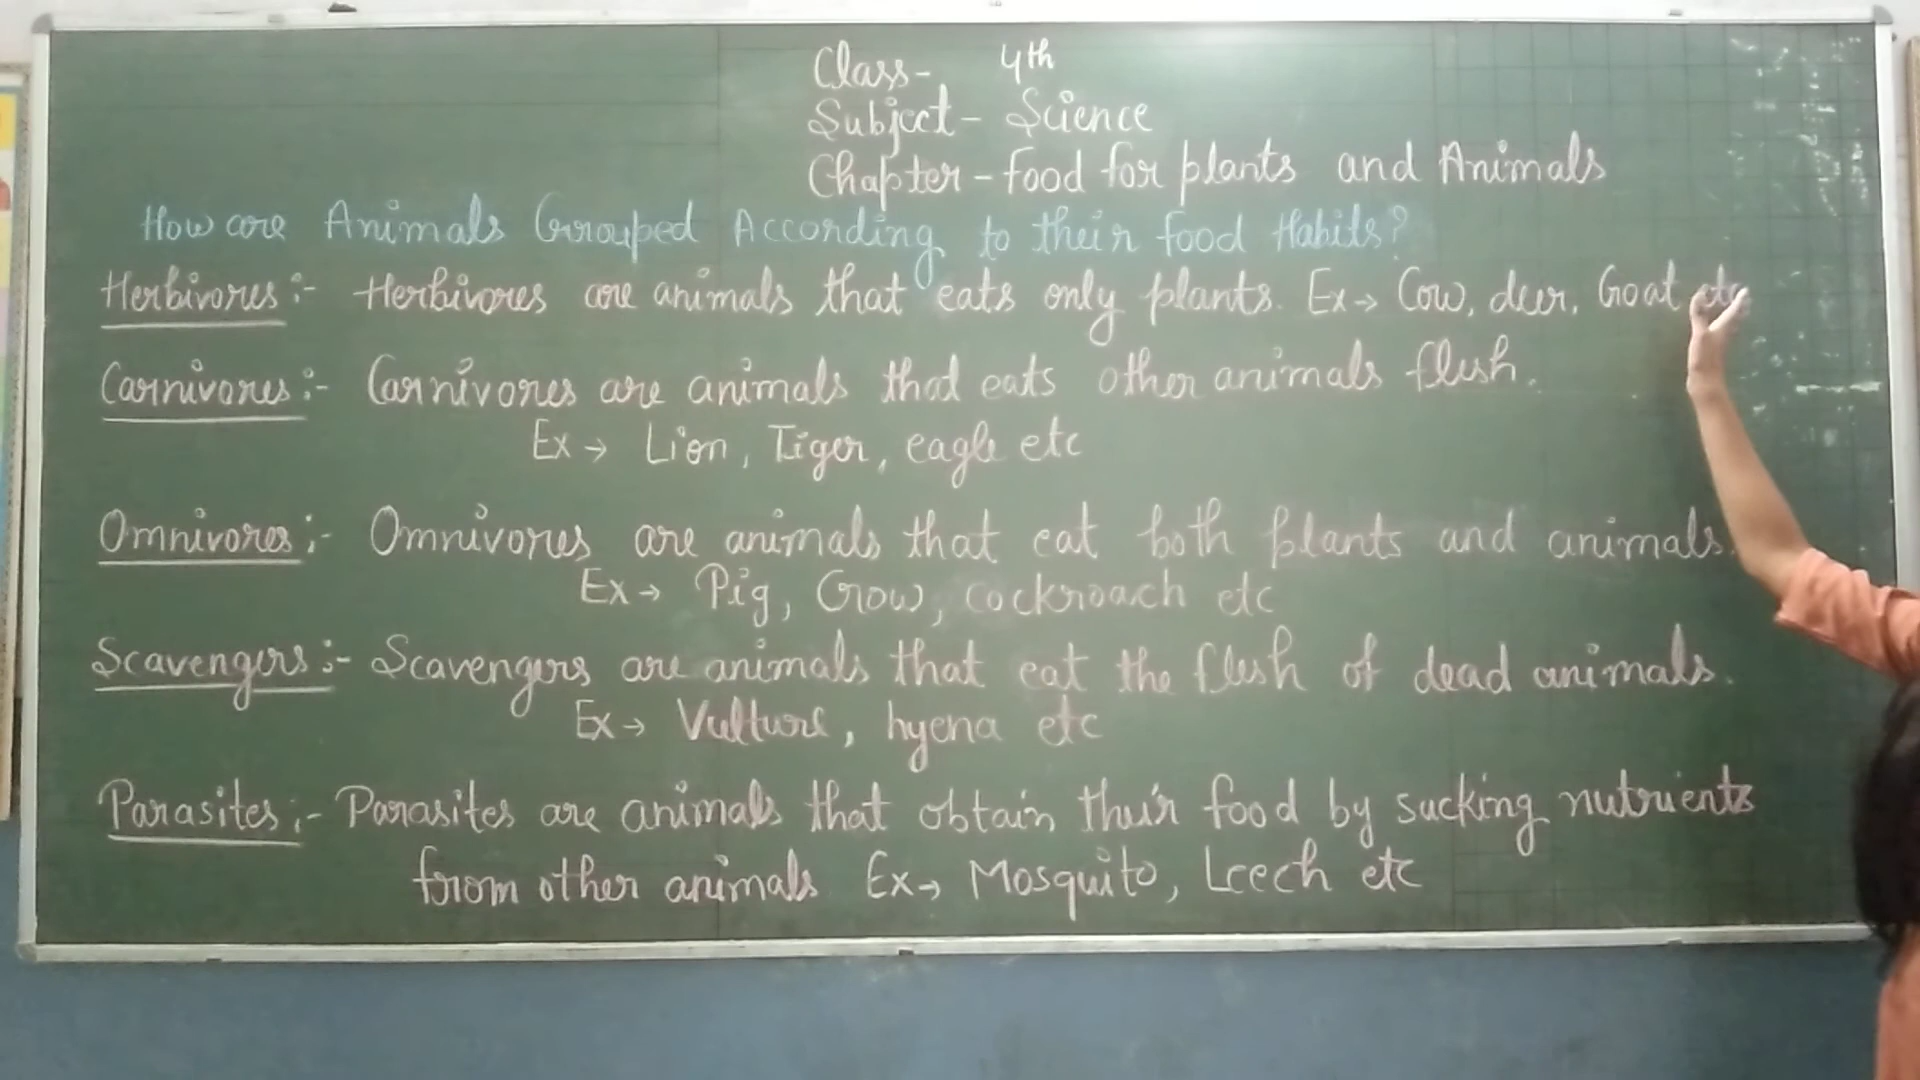 Class- 4th
Subject- Science
Chapter - Food for plants and Animals
How are Animals Grouped According to their food Habits?
Herbivores :- Herbivores are animals that eats only plants. Ex → Cow, deer, Goat etc
Carnivores :- Carnivores are animals that eats other animals flesh.
Ex → Lion, Tiger, eagle etc
Omnivores :- Omnivores are animals that eat both plants and animals.
Ex → Pig, Crow, cockroach etc
Scavengers :- Scavengers are animals that eat the flesh of dead animals.
Ex → Vulture, hyena etc
Parasites :- Parasites are animals that obtain their food by sucking nutrients
from other animals Ex → Mosquito, Leech etc